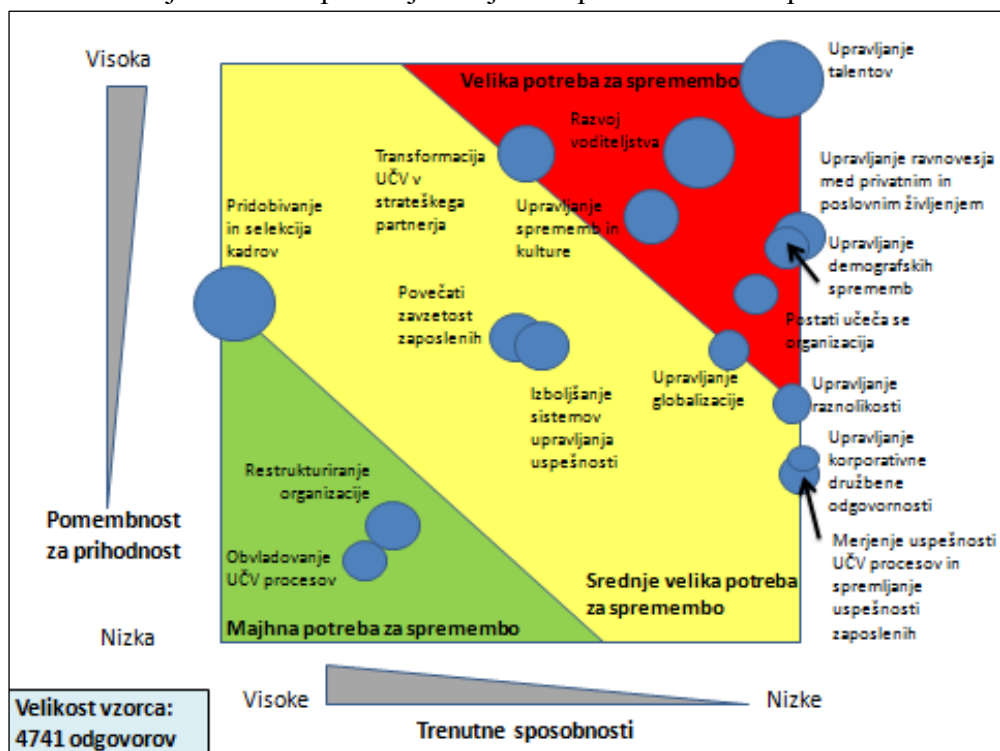 Visoka
Velika potreba za spremembo
Upravljanje
talentov
Razvoj
voditeljstva
Transformacija
UČV v
strateškega
partnerja
Upravljanje ravnovesja
med privatnim in
poslovnim življenjem
Pridobivanje
in selekcija
kadrov
Upravljanje
sprememb in
kulture
Upravljanje
demografskih
sprememb
Povečati
zavzetost
zaposlenih
Postati učeča se
organizacija
Upravljanje
globalizacije
Izboljšanje
sistemov
upravljanja
uspešnosti
Upravljanje
raznolikosti
Upravljanje
korporativne
družbene
odgovornosti
Restrukturiranje
organizacije
Pomembnost
za prihodnost
Obvladovanje
UČV procesov
Merjenje uspešnosti
UČV procesov in
spremljanje
uspešnosti
zaposlenih
Srednje velika potreba
za spremembo
Majhna potreba za spremembo
Nizka
Visoke
Nizke
Trenutne sposobnosti
Velikost vzorca:
4741 odgovorov